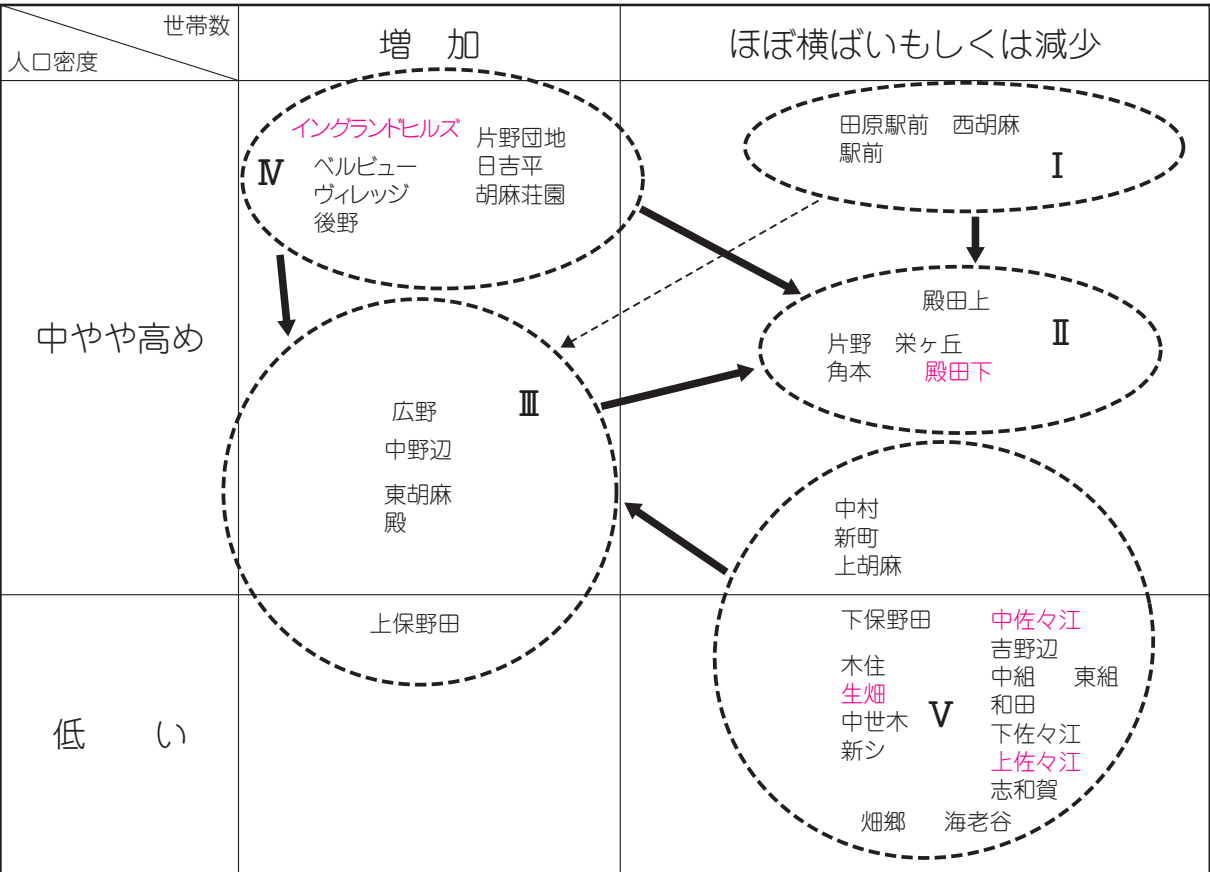 世帯数
人口密度
増 加
ほぼ横ばいもしくは減少
中やや高め
イングランドヒルズ
ベルビュー
ヴィレッジ
後野
片野団地
日吉平
胡麻荘園
Ⅳ
田原駅前 西胡麻
駅前
Ⅰ
殿田上
片野 栄ヶ丘
角本 殿田下
Ⅱ
広野
中野辺
東胡麻
殿
Ⅲ
中村
新町
上胡麻
低 い
上保野田
下保野田
木住
生畑
中世木
新シ
Ⅴ
中佐々江
吉野辺
中組 東組
和田
下佐々江
上佐々江
志和賀
畑郷 海老谷